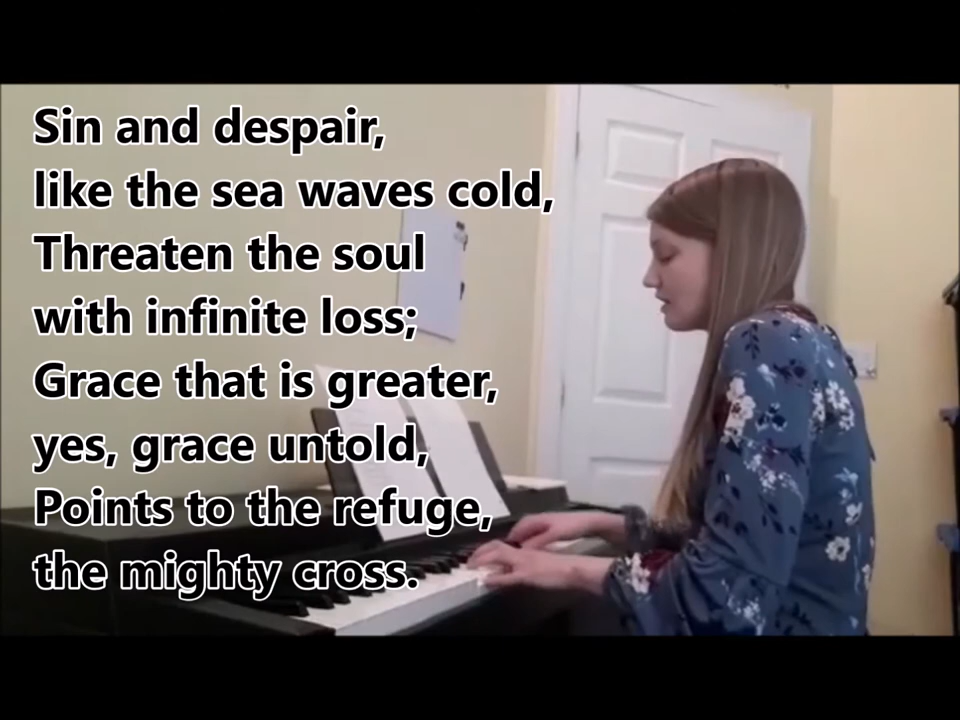 Sin and despair,
like the sea waves cold,
Threaten the soul
with infinite loss;
Grace that is greater,
yes, grace untold,
Points to the refuge,
the mighty cross.